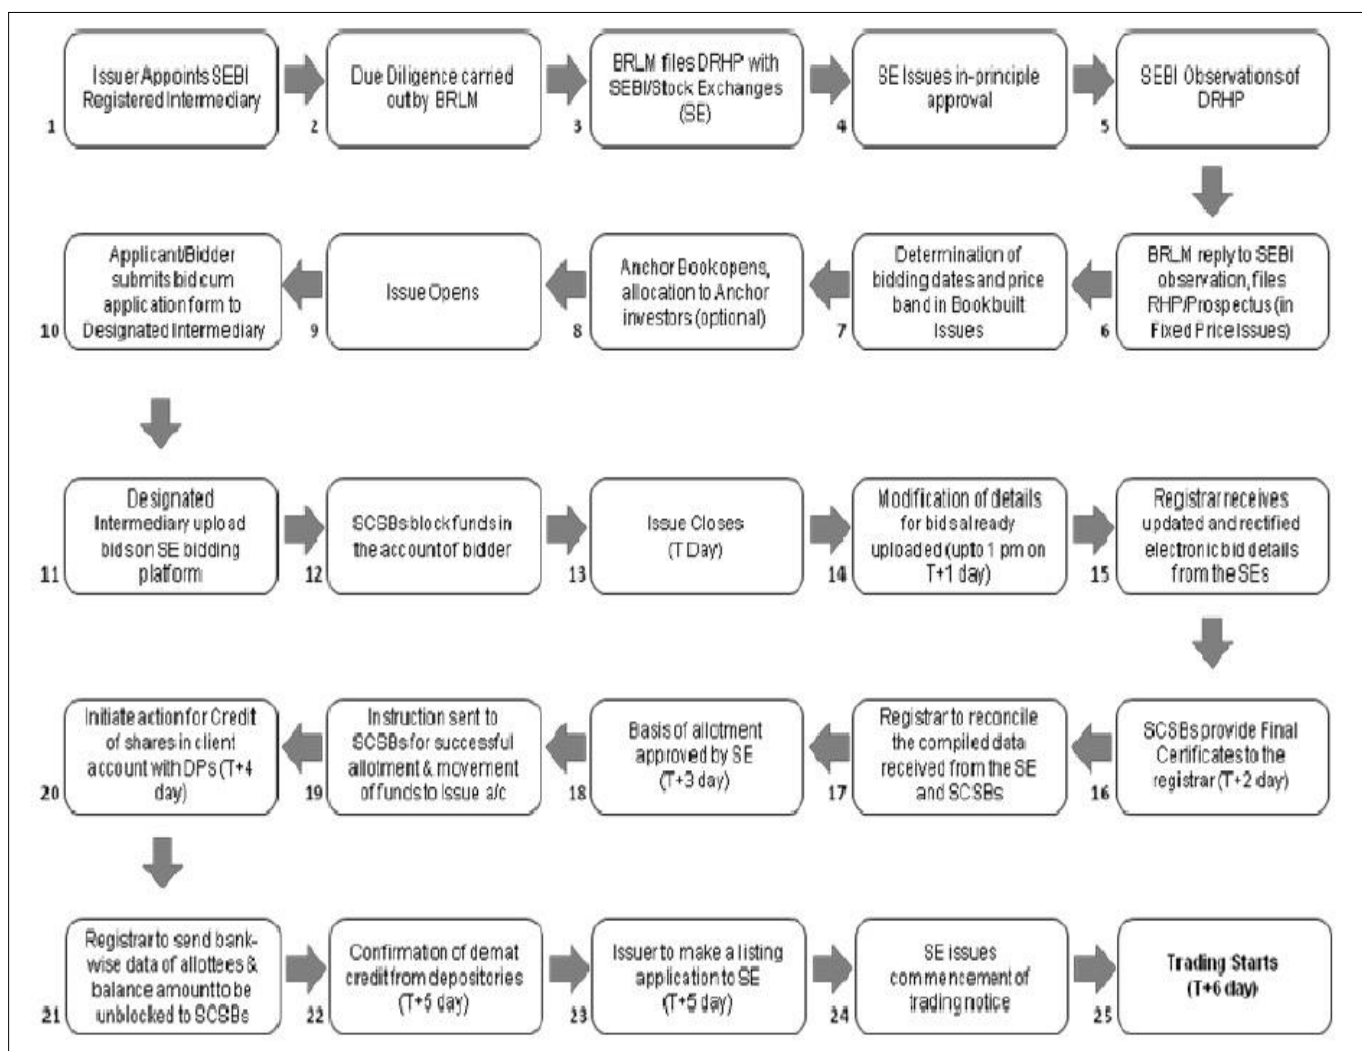 Issuer Appoints SEBI
Registered Intermediary
1
Due Diligence carried
out by BRLM
2
BRLM files DRHP with
SEBI/Stock Exchanges
(SE)
3
SE Issues in-principle
approval
4
SEBI Observations of
DRHP
5
BRLM reply to SEBI
observation, files
RHP/Prospectus (in
Fixed Price Issues)
6
Determination of
bidding dates and price
band in Book built
Issues
7
Anchor Book opens,
allocation to Anchor
investors (optional)
8
Issue Opens
9
Applicant/Bidder
submits bid cum
application form to
Designated Intermediary
10
Designated
Intermediary upload
bids on SE bidding
platform
11
SCSBs block funds in
the account of bidder
12
Issue Closes
(T Day)
13
Modification of details
for bids already
uploaded (upto 1 pm on
T+1 day)
14
Registrar receives
updated and rectified
electronic bid details
from the SEs
15
SCSBs provide Final
Certificates to the
registrar (T+2 day)
16
Registrar to reconcile
the compiled data
received from the SE
and SCSBs
17
Basis of allotment
approved by SE
(T+3 day)
18
Instruction sent to
SCSBs for successful
allotment & movement
of funds to Issue a/c
19
Initiate action for Credit
of shares in client
account with DPs (T+4
day)
20
Registrar to send bank-
wise data of allottees &
balance amount to be
unblocked to SCSBs
21
Confirmation of demat
credit from depositories
(T+5 day)
22
Issuer to make a listing
application to SE
(T+5 day)
23
SE issues
commencement of
trading notice
24
Trading Starts
(T+6 day)
25